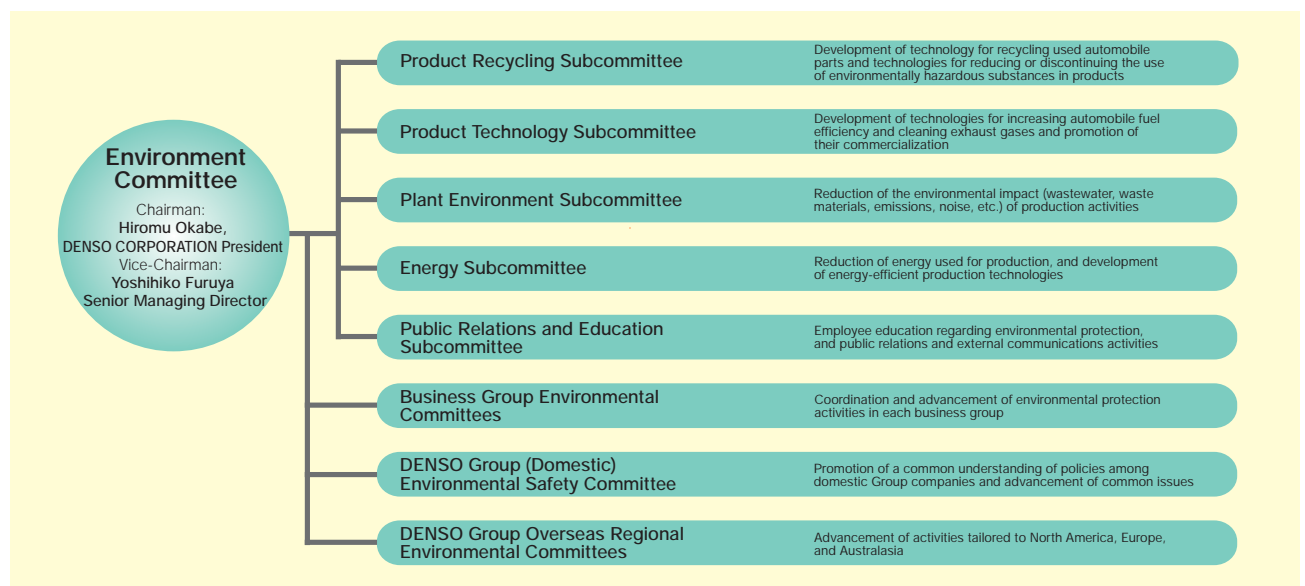 Environment
Committee
Chairman:
Hiromu Okabe,
DENSO CORPORATION President
Vice-Chairman:
Yoshihiko Furuya
Senior Managing Director
Product Recycling Subcommittee
Development of technology for recycling used automobile
parts and technologies for reducing or discontinuing the use
of environmentally hazardous substances in products
Product Technology Subcommittee
Development of technologies for increasing automobile fuel
efficiency and cleaning exhaust gases and promotion of
their commercialization
Plant Environment Subcommittee
Reduction of the environmental impact (wastewater, waste
materials, emissions, noise, etc.) of production activities
Energy Subcommittee
Reduction of energy used for production, and development
of energy-efficient production technologies
Public Relations and Education
Subcommittee
Employee education regarding environmental protection,
and public relations and external communications activities
Business Group Environmental
Committees
Coordination and advancement of environmental protection
activities in each business group
DENSO Group (Domestic)
Environmental Safety Committee
Promotion of a common understanding of policies among
domestic Group companies and advancement of common issues
DENSO Group Overseas Regional
Environmental Committees
Advancement of activities tailored to North America, Europe,
and Australasia